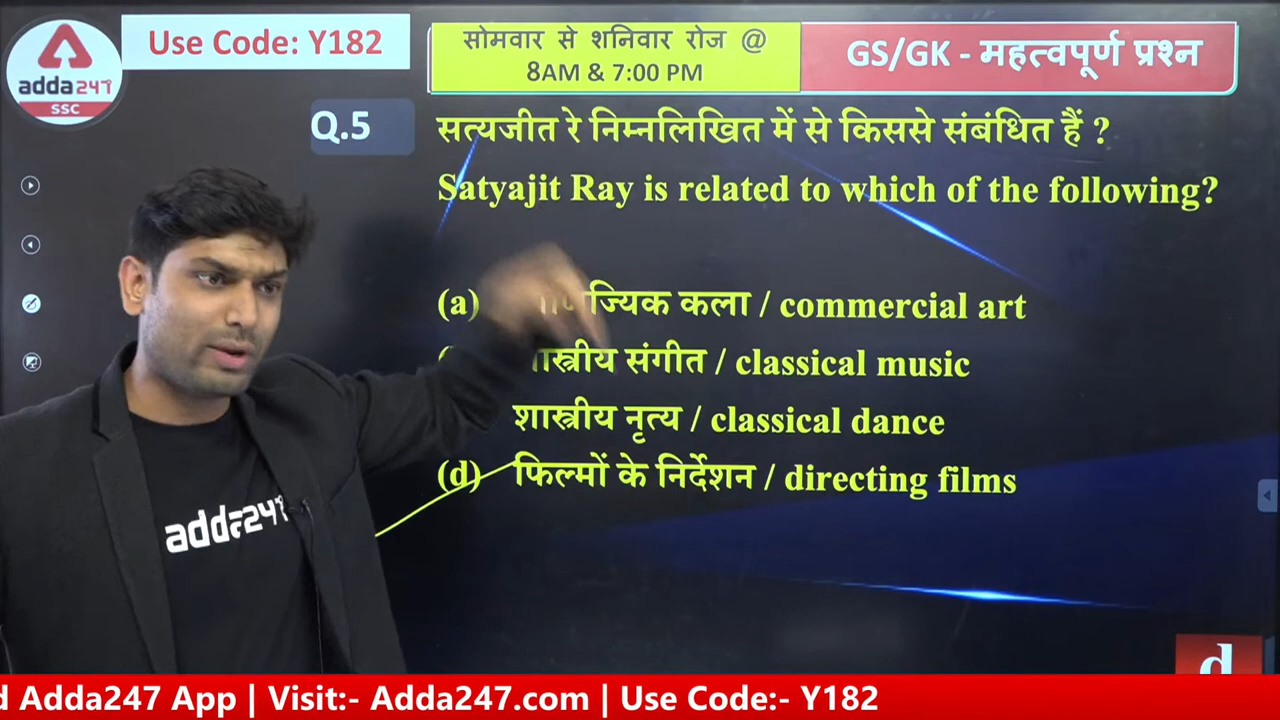 adda247
SSC
Use Code: Y182
सोमवार से शनिवार रोज @
8AM & 7:00 PM
GS/GK - महत्वपूर्ण प्रश्न
Q.5
सत्यजीत रे निम्नलिखित में से किससे संबंधित हैं ?
Satyajit Ray is related to which of the following?
(a) कला / commercial art
संगीत / classical music
शास्त्रीय नृत्य / classical dance
(d) फिल्मों के निर्देशन / directing films
adda247
d
Adda247 App | Visit:- Adda247.com | Use Code:- Y182